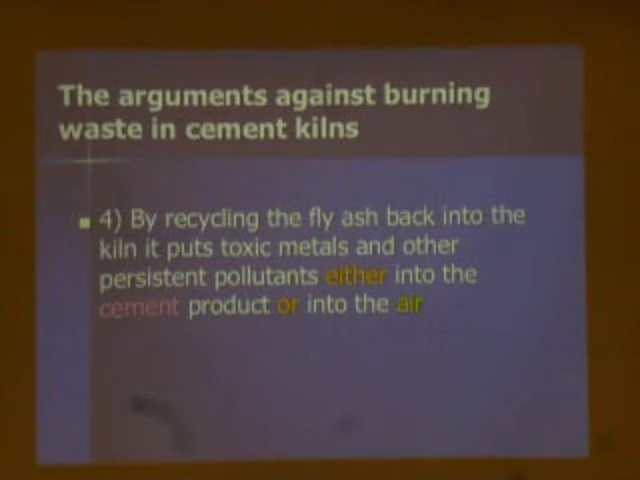 The arguments against burning
waste in cement kilns
4) By recycling the fly ash back into the
kiln it puts toxic metals and other
persistent pollutants either into the
cement product or into the air